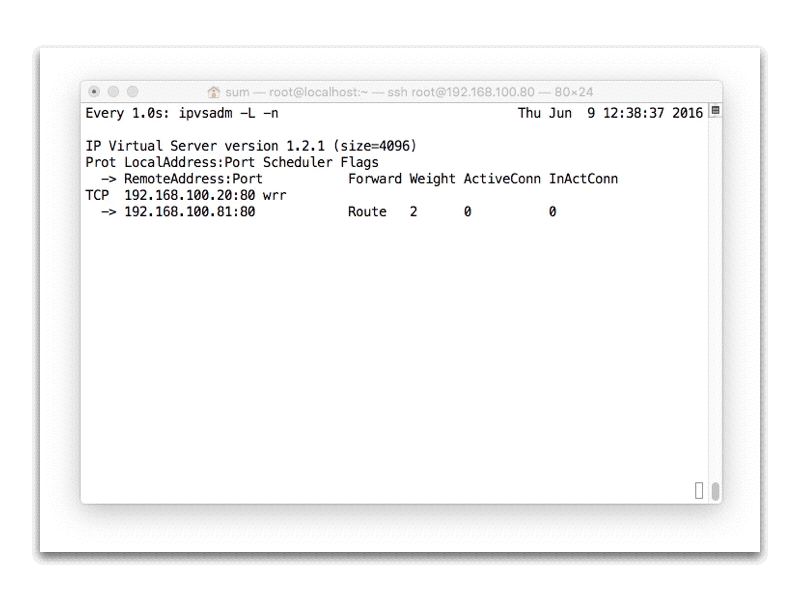 sum — root@localhost:~ — ssh root@192.168.100.80 — 80×24
Every 1.0s: ipvsadm -L -n Thu Jun  9 12:38:37 2016
IP Virtual Server version 1.2.1 (size=4096)
Prot LocalAddress:Port Scheduler Flags
-> RemoteAddress:Port Forward Weight ActiveConn InActConn
TCP  192.168.100.20:80 wrr
-> 192.168.100.81:80 Route 2 0 0